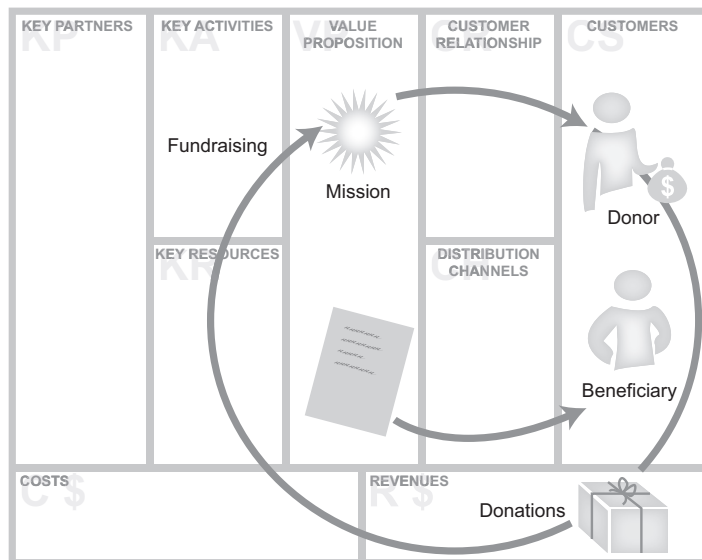 KEY PARTNERS
KP
KEY ACTIVITIES
KA
VALUE
PROPOSITION
VP
CUSTOMER
RELATIONSHIP
CR
CUSTOMERS
CS
Fundraising
Mission
$
Donor
KEY RESOURCES
KR
DISTRIBUTION
CHANNELS
CH
Beneficiary
COSTS
C $
REVENUES
R $
Donations